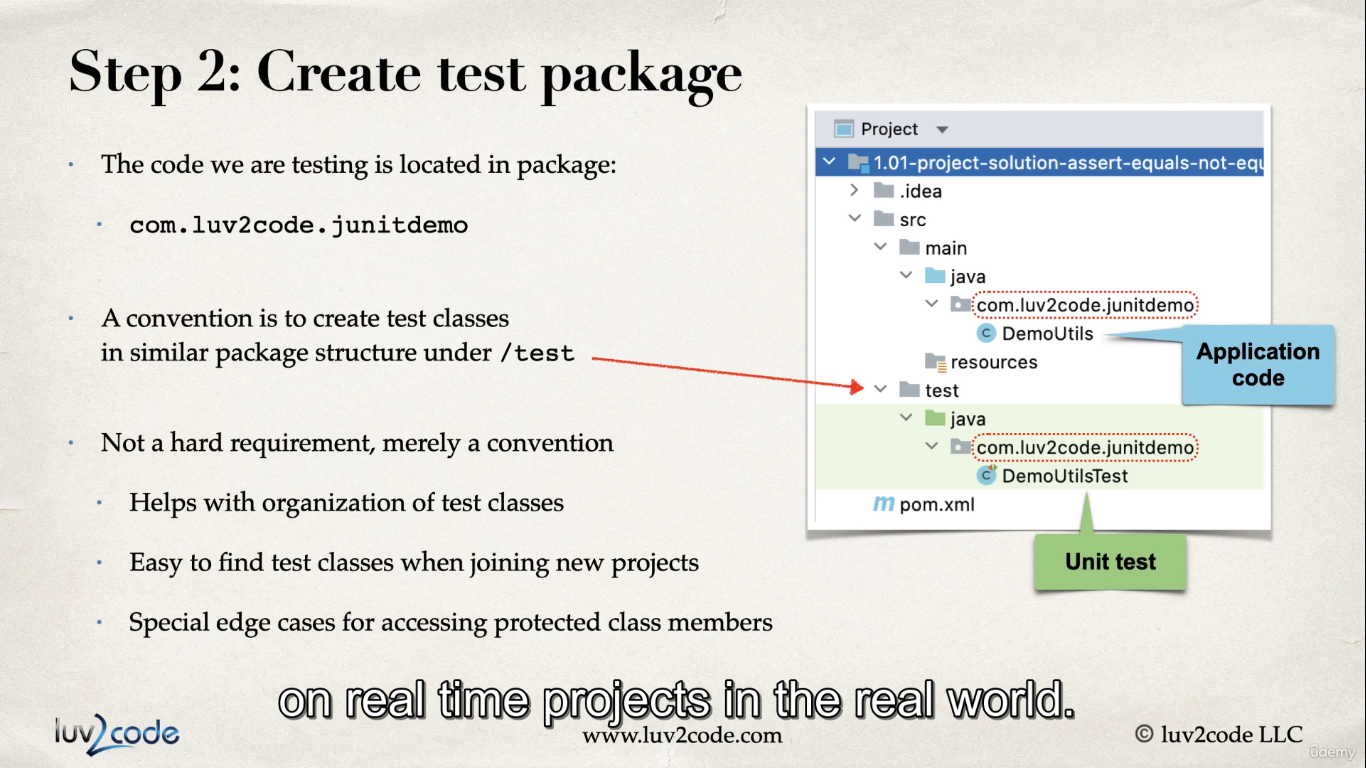 Step 2: Create test package
The code we are testing is located in package:
com.luv2code.junitdemo
A convention is to create test classes
in similar package structure under /test
Not a hard requirement, merely a convention
Helps with organization of test classes
Easy to find test classes when joining new projects
Special edge cases for accessing protected class members
Project
1.01-project-solution-assert-equals-not-equ
.idea
src
main
java
com.luv2code.junitdemo
DemoUtils
resources
test
java
com.luv2code.junitdemo
DemoUtilsTest
pom.xml
Application
code
Unit test
on real time projects in the real world.
luv2code
www.luv2code.com
© luv2code LLC
ûdemy